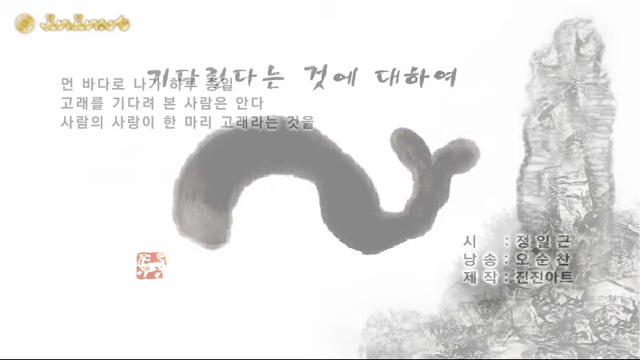 JinJinart
기다린다는 것에 대하여
먼 바다로 나가 하루 종일
고래를 기다려 본 사람은 안다
사람의 사랑이 한 마리 고래라는 것을
시 : 정일근
낭송 : 오순찬
제작 : 진진아트